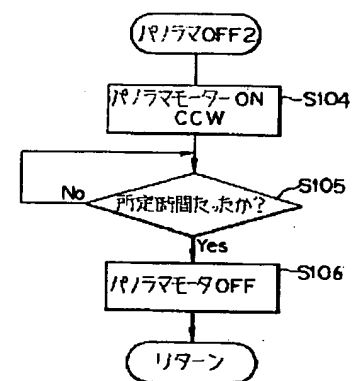 パノラマOFF2
パノラマモーターON
CCW
S104
所定時間たったか?
S105
No
Yes
パノラマモータOFF
S106
リターン